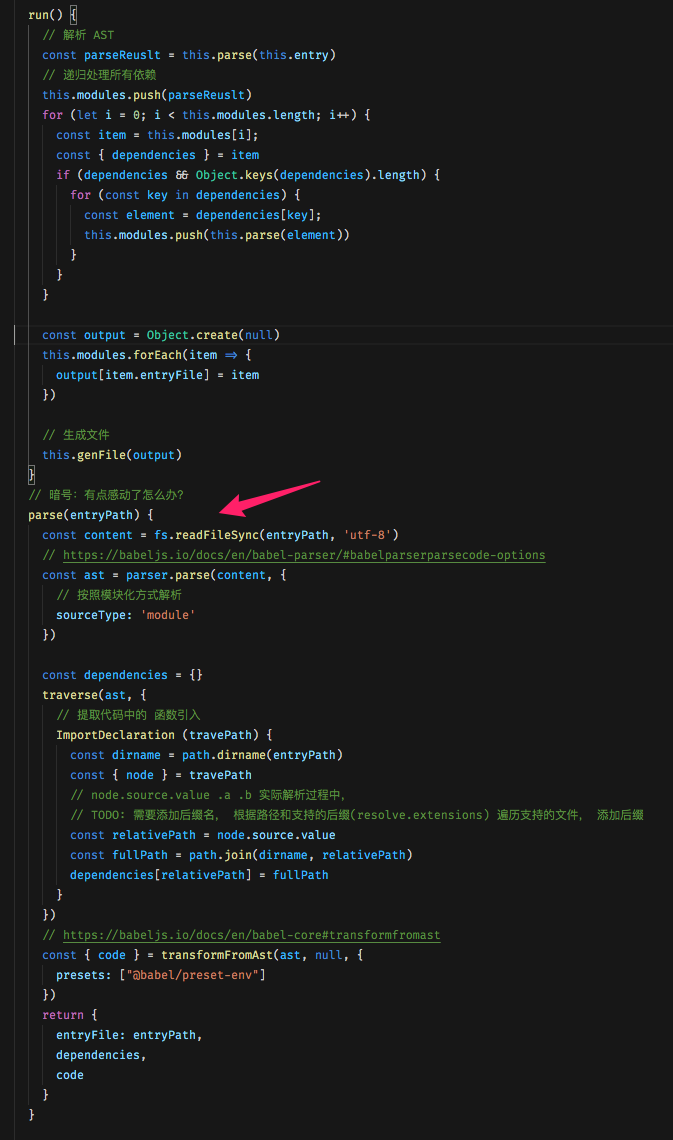 run() {
// 解析 AST
const parseReuslt = this.parse(this.entry)
// 递归处理所有依赖
this.modules.push(parseReuslt)
for (let i = 0; i < this.modules.length; i++) {
const item = this.modules[i];
const { dependencies } = item
if (dependencies && Object.keys(dependencies).length) {
for (const key in dependencies) {
const element = dependencies[key];
this.modules.push(this.parse(element))
}
}
}
const output = Object.create(null)
this.modules.forEach(item => {
output[item.entryFile] = item
})
// 生成文件
this.genFile(output)
}
// 暗号: 有点感动了怎么办?
parse(entryPath) {
const content = fs.readFileSync(entryPath, 'utf-8')
// https://babeljs.io/docs/en/babel-parser/#babelparserparsecode-options
const ast = parser.parse(content, {
// 按照模块化方式解析
sourceType: 'module'
})
const dependencies = {}
traverse(ast, {
// 提取代码中的 函数引入
ImportDeclaration (travePath) {
const dirname = path.dirname(entryPath)
const { node } = travePath
// node.source.value .a .b 实际解析过程中,
// TODO: 需要添加后缀名, 根据路径和支持的后缀(resolve.extensions) 遍历支持的文件, 添加后缀
const relativePath = node.source.value
const fullPath = path.join(dirname, relativePath)
dependencies[relativePath] = fullPath
}
})
// https://babeljs.io/docs/en/babel-core#transformfromast
const { code } = transformFromAst(ast, null, {
presets: ["@babel/preset-env"]
})
return {
entryFile: entryPath,
dependencies,
code
}
}